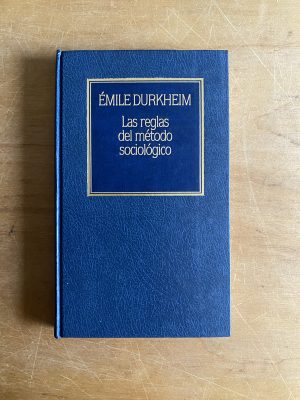 ÉMILE DURKHEIM
Las reglas
del método
sociológico